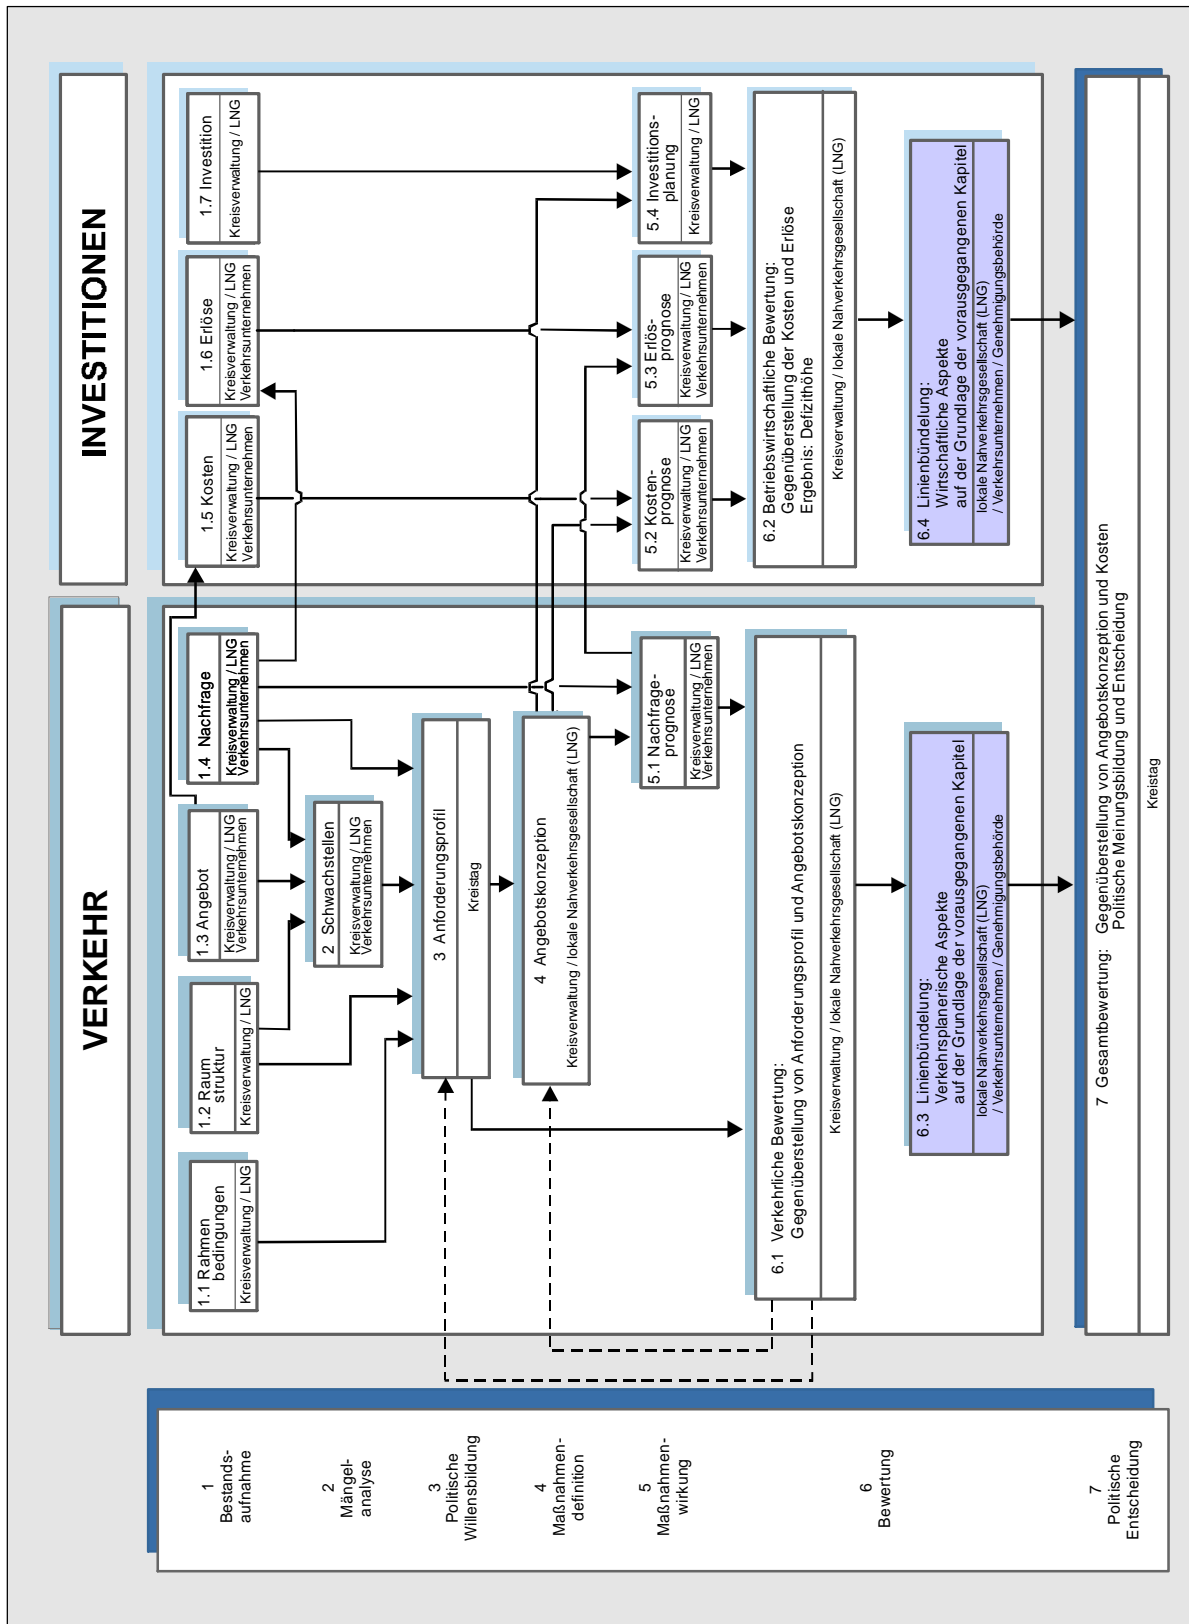 VERKEHR
INVESTITIONEN
1
Bestands-
aufnahme
2
Mängel-
analyse
3
Politische
Willensbildung
4
Maßnahmen-
definition
5
Maßnahmen-
wirkung
6
Bewertung
7
Politische
Entscheidung
1.1 Rahmen
bedingungen
Kreisverwaltung / LNG
1.2 Raum
struktur
Kreisverwaltung / LNG
1.3 Angebot
Kreisverwaltung / LNG
Verkehrsunternehmen
1.4 Nachfrage
Kreisverwaltung / LNG
Verkehrsunternehmen
1.5 Kosten
Kreisverwaltung / LNG
Verkehrsunternehmen
1.6 Erlöse
Kreisverwaltung / LNG
Verkehrsunternehmen
1.7 Investition
Kreisverwaltung / LNG
2 Schwachstellen
Kreisverwaltung / LNG
Verkehrsunternehmen
3 Anforderungsprofil
Kreistag
4 Angebotskonzeption
Kreisverwaltung / lokale Nahverkehrsgesellschaft (LNG)
5.1 Nachfrage-
prognose
Kreisverwaltung / LNG
Verkehrsunternehmen
5.2 Kosten-
prognose
Kreisverwaltung / LNG
Verkehrsunternehmen
5.3 Erlös-
prognose
Kreisverwaltung / LNG
Verkehrsunternehmen
5.4 Investitions-
planung
Kreisverwaltung / LNG
6.1 Verkehrliche Bewertung:
Gegenüberstellung von Anforderungsprofil und Angebotskonzeption
Kreisverwaltung / lokale Nahverkehrsgesellschaft (LNG)
6.2 Betriebswirtschaftliche Bewertung:
Gegenüberstellung der Kosten und Erlöse
Ergebnis: Defizithöhe
Kreisverwaltung / lokale Nahverkehrsgesellschaft (LNG)
6.3 Linienbündelung:
Verkehrsplanerische Aspekte
auf der Grundlage der vorausgegangenen Kapitel
lokale Nahverkehrsgesellschaft (LNG)
/ Verkehrsunternehmen / Genehmigungsbehörde
6.4 Linienbündelung:
Wirtschaftliche Aspekte
auf der Grundlage der vorausgegangenen Kapitel
lokale Nahverkehrsgesellschaft (LNG)
/ Verkehrsunternehmen / Genehmigungsbehörde
7 Gesamtbewertung: Gegenüberstellung von Angebotskonzeption und Kosten
Politische Meinungsbildung und Entscheidung
Kreistag